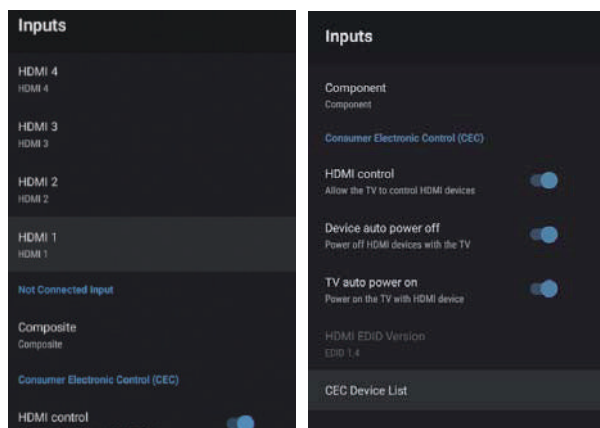 Inputs
HDMI 4
HDMI 4
HDMI 3
HDMI 3
HDMI 2
HDMI 2
HDMI 1
HDMI 1
Not Connected Input
Composite
Composite
Consumer Electronic Control (CEC)
HDMI control
Inputs
Component
Component
Consumer Electronic Control (CEC)
HDMI control
Allow the TV to control HDMI devices
Device auto power off
Power off HDMI devices with the TV
TV auto power on
Power on the TV with HDMI device
HDMI EDID Version
EDID 1.4
CEC Device List